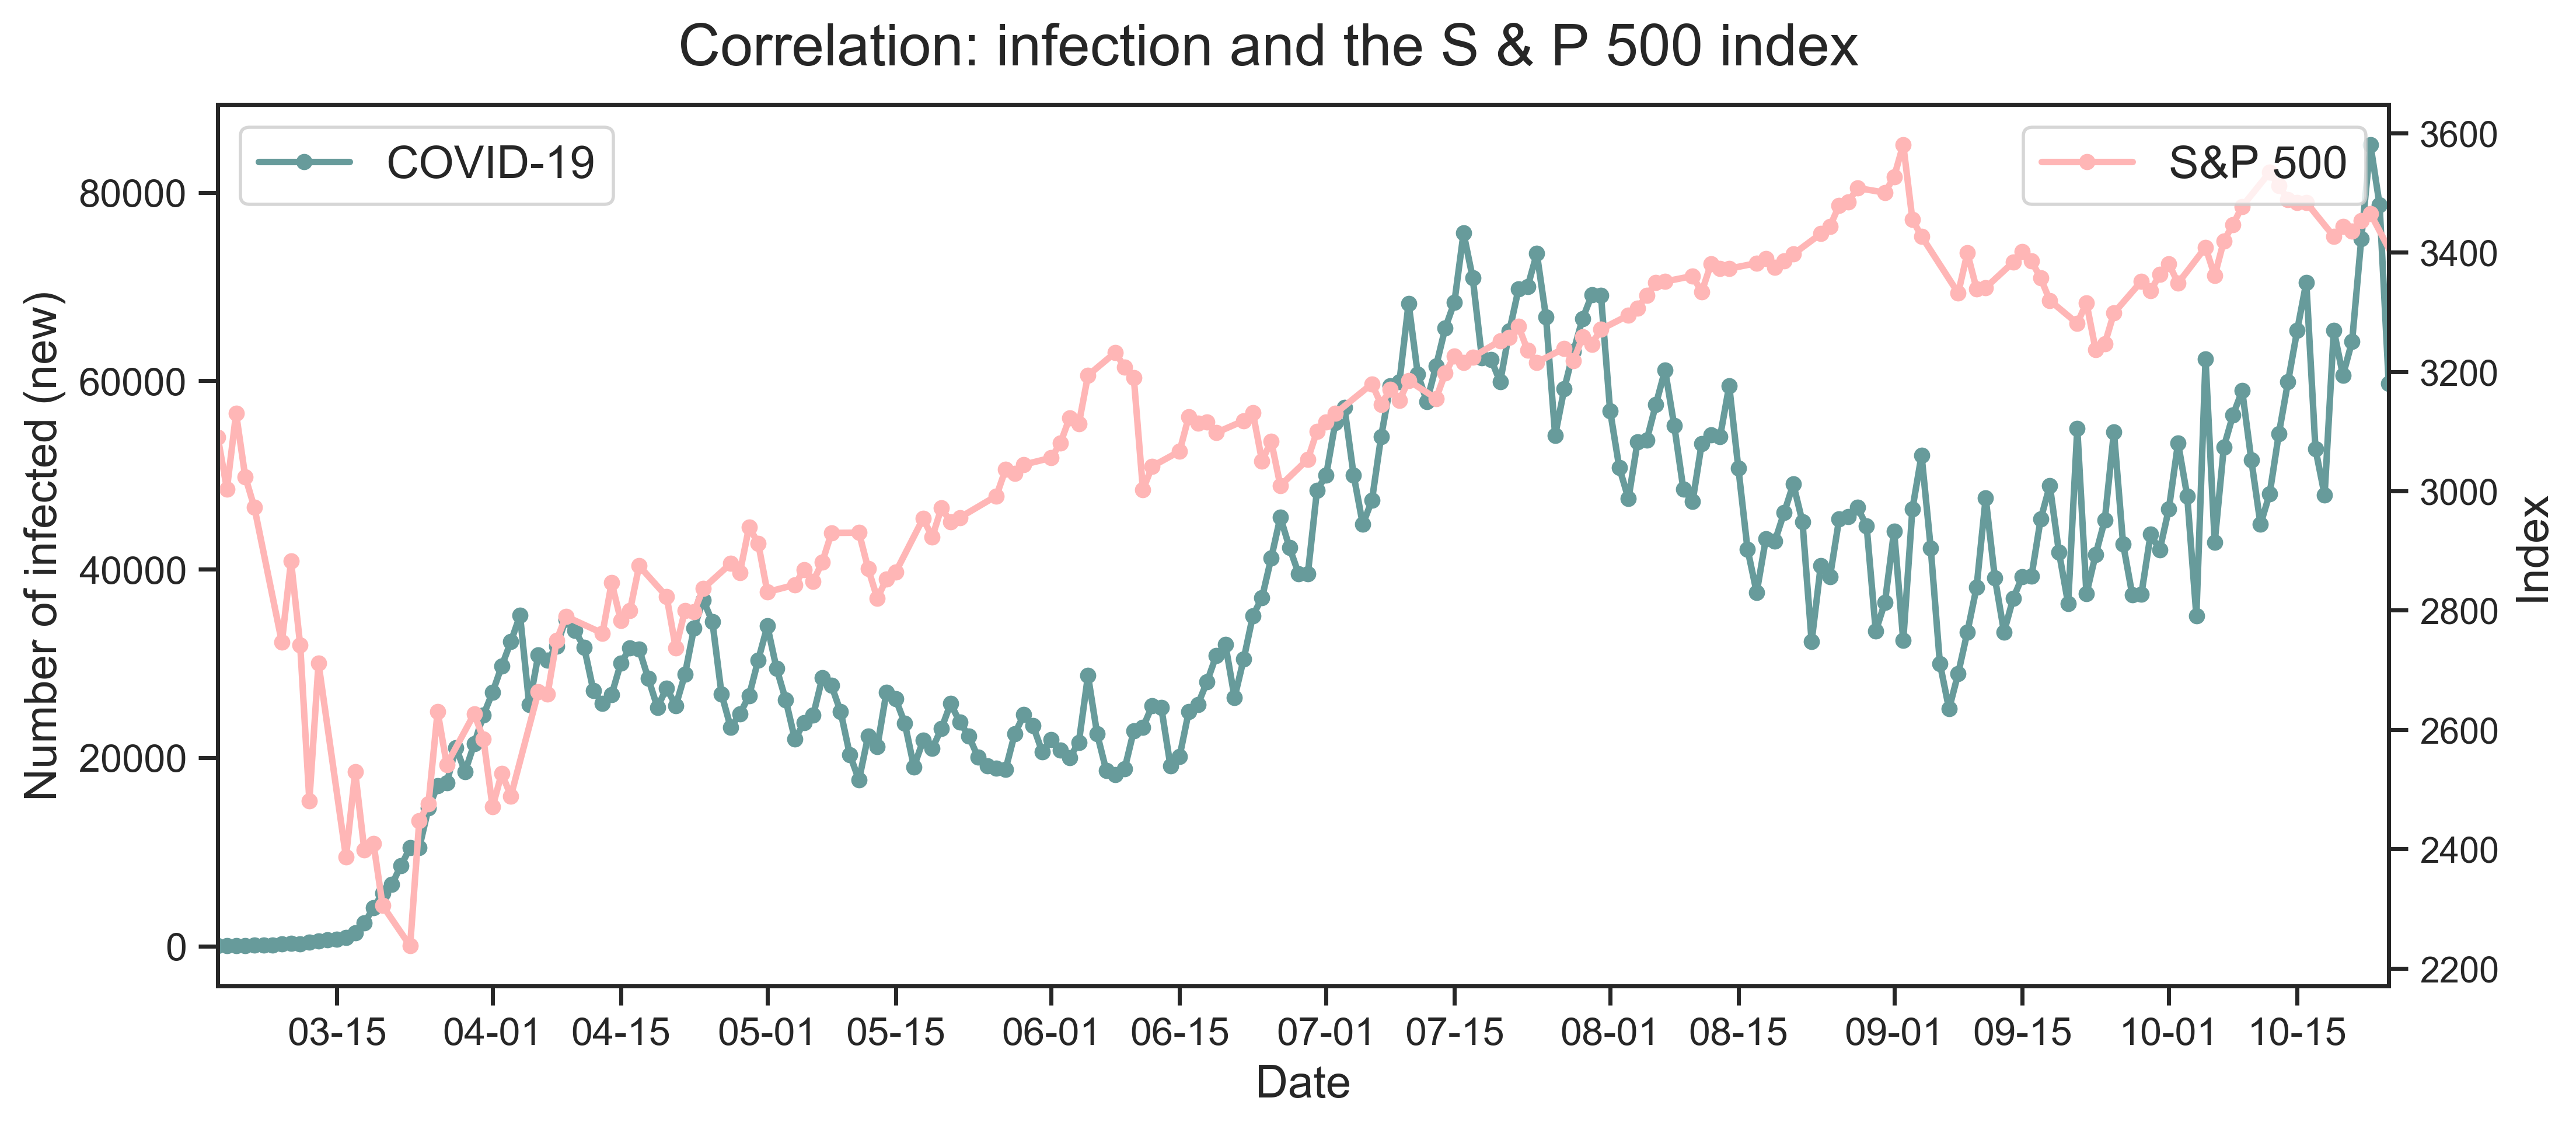 Correlation: infection and the S & P 500 index
COVID-19
S&P 500
Number of infected (new)
80000
60000
40000
20000
0
3600
3400
3200
3000
2800
2600
2400
2200
Index
03-15 04-01 04-15 05-01 05-15 06-01 06-15 07-01 07-15 08-01 08-15 09-01 09-15 10-01 10-15
Date